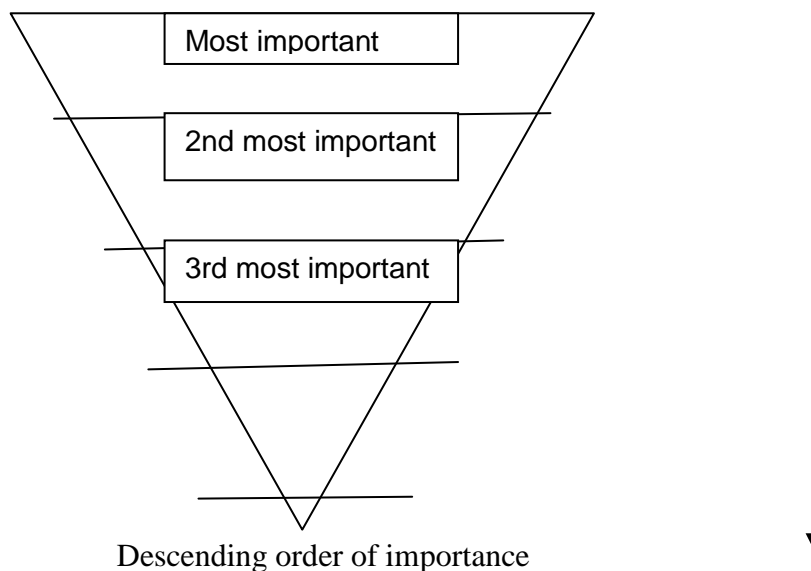 Most important
2nd most important
3rd most important
Descending order of importance